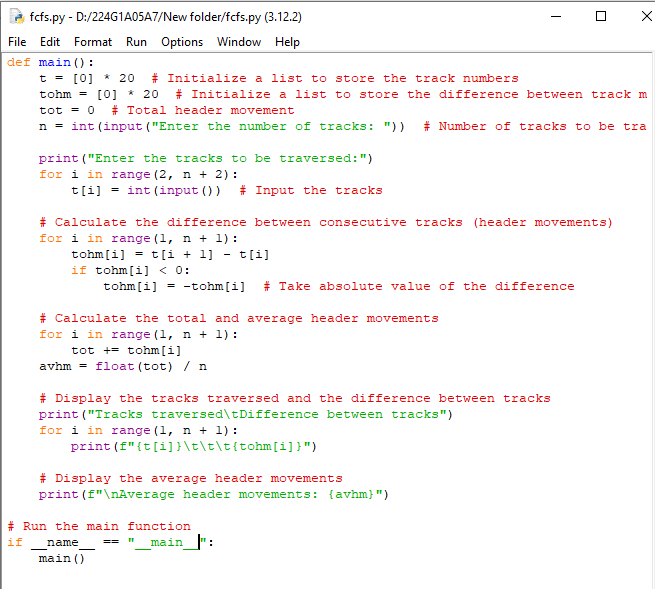 fcfs.py - D:/224G1A05A7/New folder/fcfs.py (3.12.2)
File Edit Format Run Options Window Help
def main():
    t = [0] * 20  # Initialize a list to store the track numbers
    tohm = [0] * 20  # Initialize a list to store the difference between track m
    tot = 0  # Total header movement
    n = int(input("Enter the number of tracks: "))  # Number of tracks to be tra

    print("Enter the tracks to be traversed:")
    for i in range(2, n + 2):
        t[i] = int(input())  # Input the tracks

    # Calculate the difference between consecutive tracks (header movements)
    for i in range(1, n + 1):
        tohm[i] = t[i + 1] - t[i]
        if tohm[i] < 0:
            tohm[i] = -tohm[i]  # Take absolute value of the difference

    # Calculate the total and average header movements
    for i in range(1, n + 1):
        tot += tohm[i]
    avhm = float(tot) / n

    # Display the tracks traversed and the difference between tracks
    print("Tracks traversed\tDifference between tracks")
    for i in range(1, n + 1):
        print(f"{t[i]}\t\t\t{tohm[i]}")

    # Display the average header movements
    print(f"\nAverage header movements: {avhm}")

# Run the main function
if __name__ == "__main__":
    main()